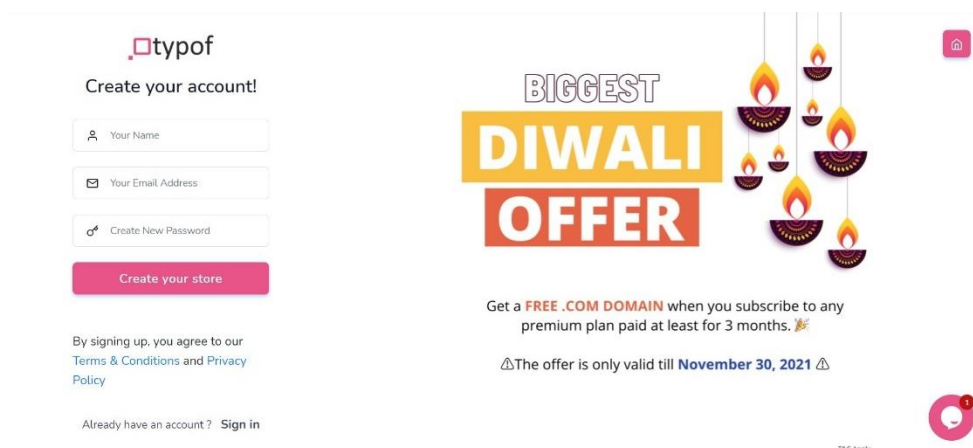 typof
Create your account!
Your Name
Your Email Address
Create New Password
Create your store
By signing up, you agree to our
Terms & Conditions and Privacy
Policy
Already have an account ? Sign in
BIGGEST
DIWALI
OFFER
Get a FREE .COM DOMAIN when you subscribe to any
premium plan paid at least for 3 months. 🎉
⚠The offer is only valid till November 30, 2021 ⚠
1